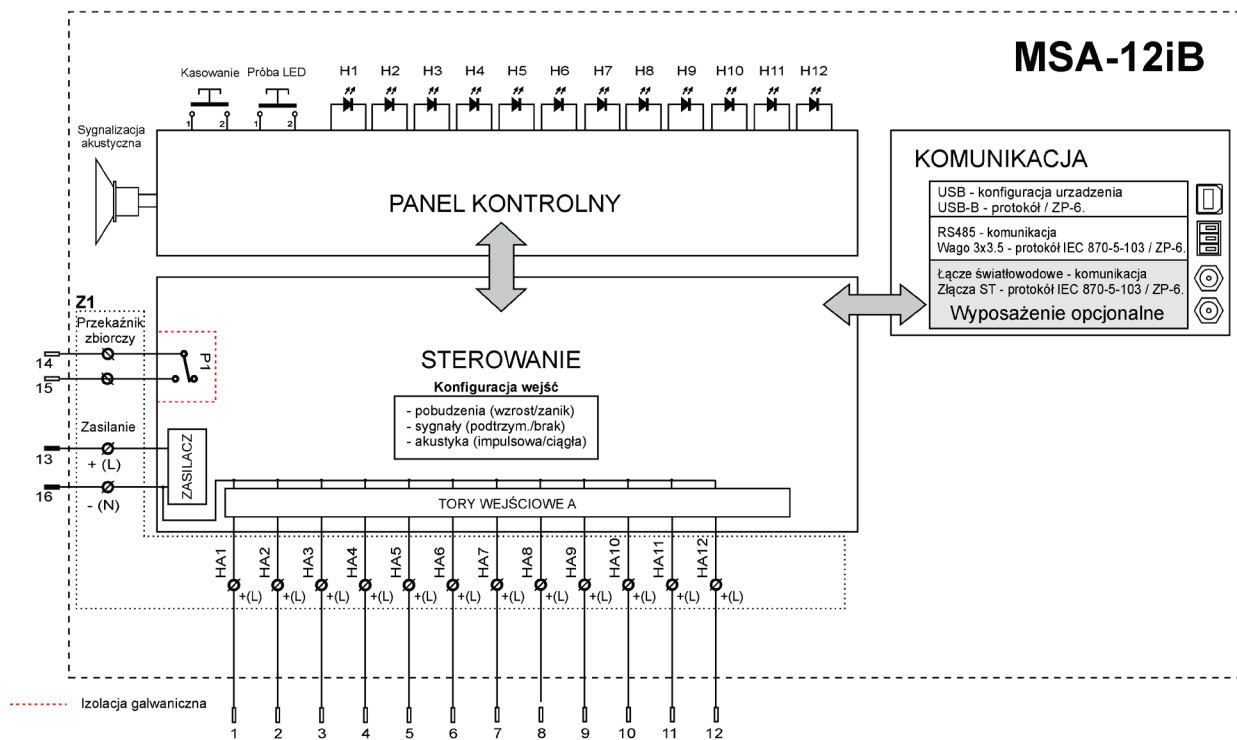 MSA-12iB
Kasowanie
Próba LED
H1 H2 H3 H4 H5 H6 H7 H8 H9 H10 H11 H12
1 2 1 2
Sygnalizacja
akustyczna
PANEL KONTROLNY
KOMUNIKACJA
USB - konfiguracja urzadzenia
USB-B - protokół / ZP-6.
RS485 - komunikacja
Wago 3x3.5 - protokół IEC 870-5-103 / ZP-6.
Łącze światłowodowe - komunikacja
Złącza ST - protokół IEC 870-5-103 / ZP-6.
Wyposażenie opcjonalne
Z1
Przekaźnik
zbiorczy
14
15
P1
STEROWANIE
Konfiguracja wejść
- pobudzenia (wzrost/zanik)
- sygnały (podtrzym./brak)
- akustyka (impulsowa/ciągła)
Zasilanie
13
+ (L)
16
- (N)
ZASILACZ
TORY WEJŚCIOWE A
HA1 HA2 HA3 HA4 HA5 HA6 HA7 HA8 HA9 HA10 HA11 HA12
+(L) +(L) +(L) +(L) +(L) +(L) +(L) +(L) +(L) +(L) +(L) +(L)
Izolacja galwaniczna
1 2 3 4 5 6 7 8 9 10 11 12